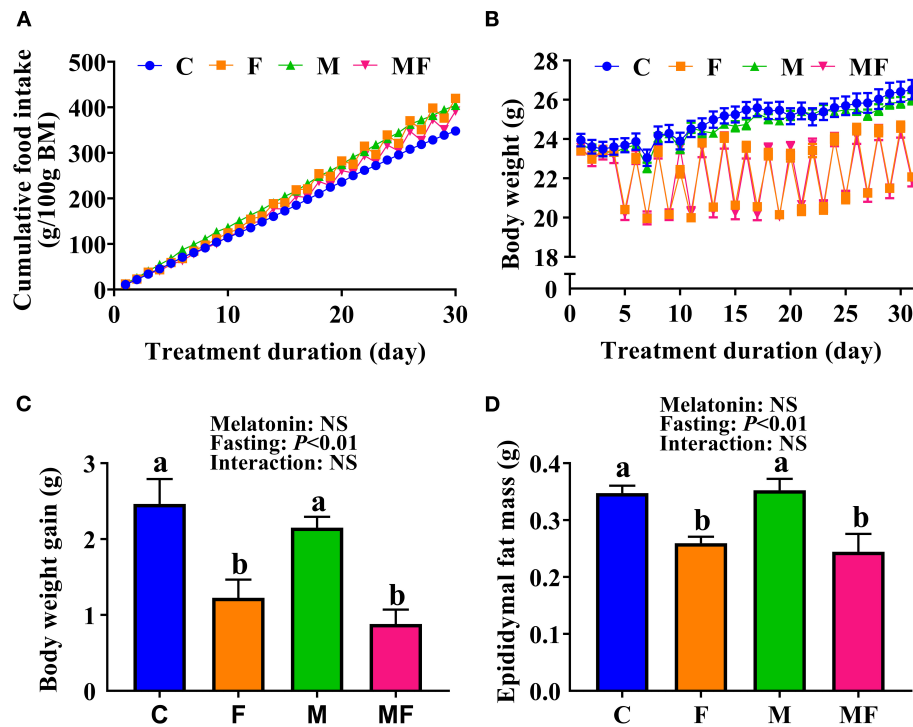 A
Cumulative food intake
(g/100g BM)
500
400
300
200
100
0
C F M MF
0 10 20 30
Treatment duration (day)
B
Body weight (g)
28
26
24
22
20
18
0
C F M MF
0 5 10 15 20 25 30
Treatment duration (day)
C
Melatonin: NS
Fasting: P<0.01
Interaction: NS
Body weight gain (g)
3
2
1
0
a
b
a
b
C F M MF
D
Melatonin: NS
Fasting: P<0.01
Interaction: NS
Epididymal fat mass (g)
0.4
0.3
0.2
0.1
0.0
a
b
a
b
C F M MF